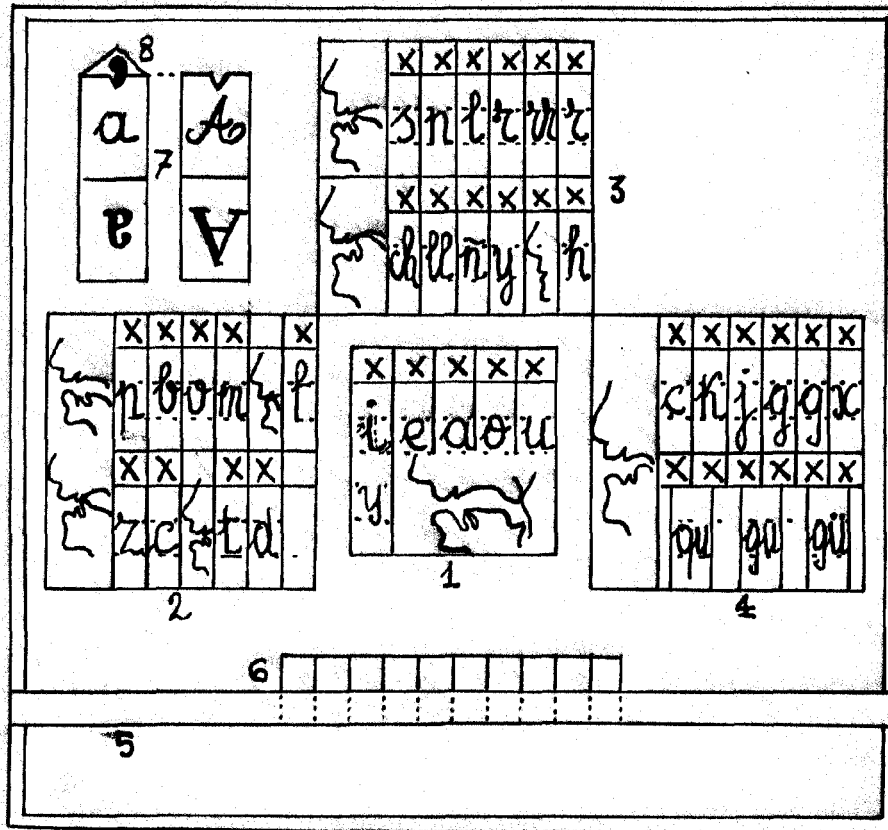 8
a A
7
a A
X X X X X X
s n l r rr r
X X X X X X
ch ll ñ y h
3
X X X X X
p b v m f
X X X X
z c t d
2
X X X X X
i e a o u
y
1
X X X X X X
c k j g g x
X X X X X X
qu gu gü
4
6
5